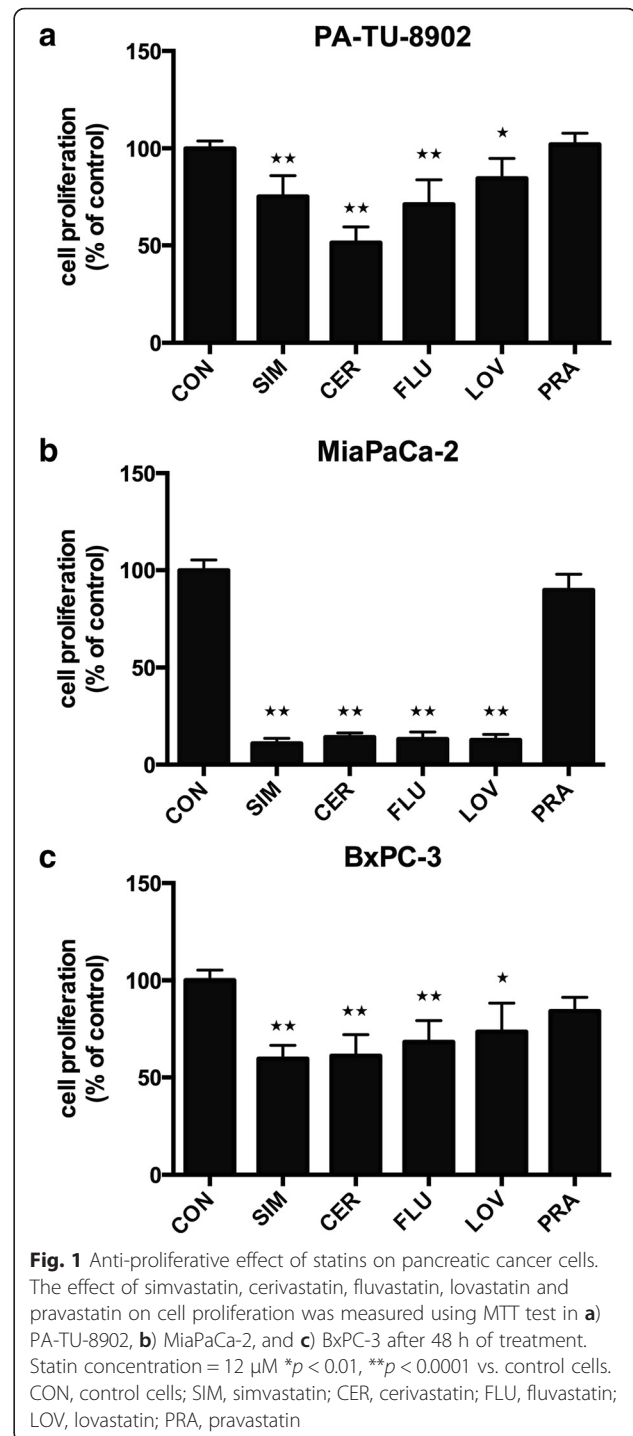 a
PA-TU-8902
cell proliferation
(% of control)
150
100
50
0
★★
★★
★★
★
CON
SIM
CER
FLU
LOV
PRA
b
MiaPaCa-2
cell proliferation
(% of control)
150
100
50
0
★★
★★
★★
★★
CON
SIM
CER
FLU
LOV
PRA
c
BxPC-3
cell proliferation
(% of control)
150
100
50
0
★★
★★
★★
★
CON
SIM
CER
FLU
LOV
PRA
Fig. 1 Anti-proliferative effect of statins on pancreatic cancer cells.
The effect of simvastatin, cerivastatin, fluvastatin, lovastatin and
pravastatin on cell proliferation was measured using MTT test in a)
PA-TU-8902, b) MiaPaCa-2, and c) BxPC-3 after 48 h of treatment.
Statin concentration = 12 μM *p < 0.01, **p < 0.0001 vs. control cells.
CON, control cells; SIM, simvastatin; CER, cerivastatin; FLU, fluvastatin;
LOV, lovastatin; PRA, pravastatin